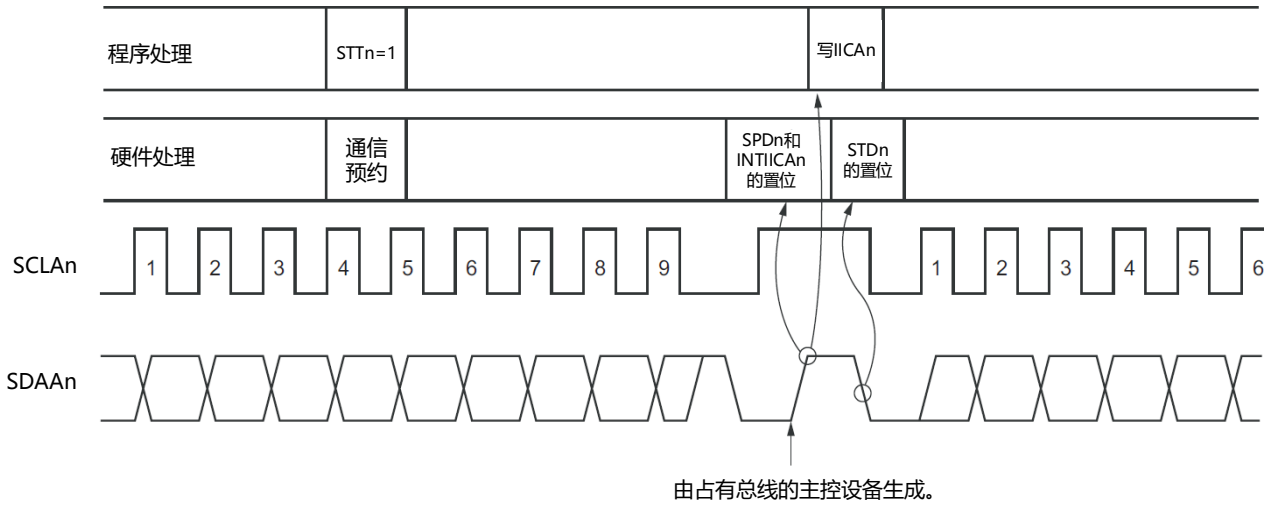 程序处理 STTn=1 写IICAn
硬件处理
通信
预约
SPDn和
INTIICAn
的置位
STDn
的置位
SCLAn 1 2 3 4 5 6 7 8 9 1 2 3 4 5 6
SDAAn
由占有总线的主控设备生成。